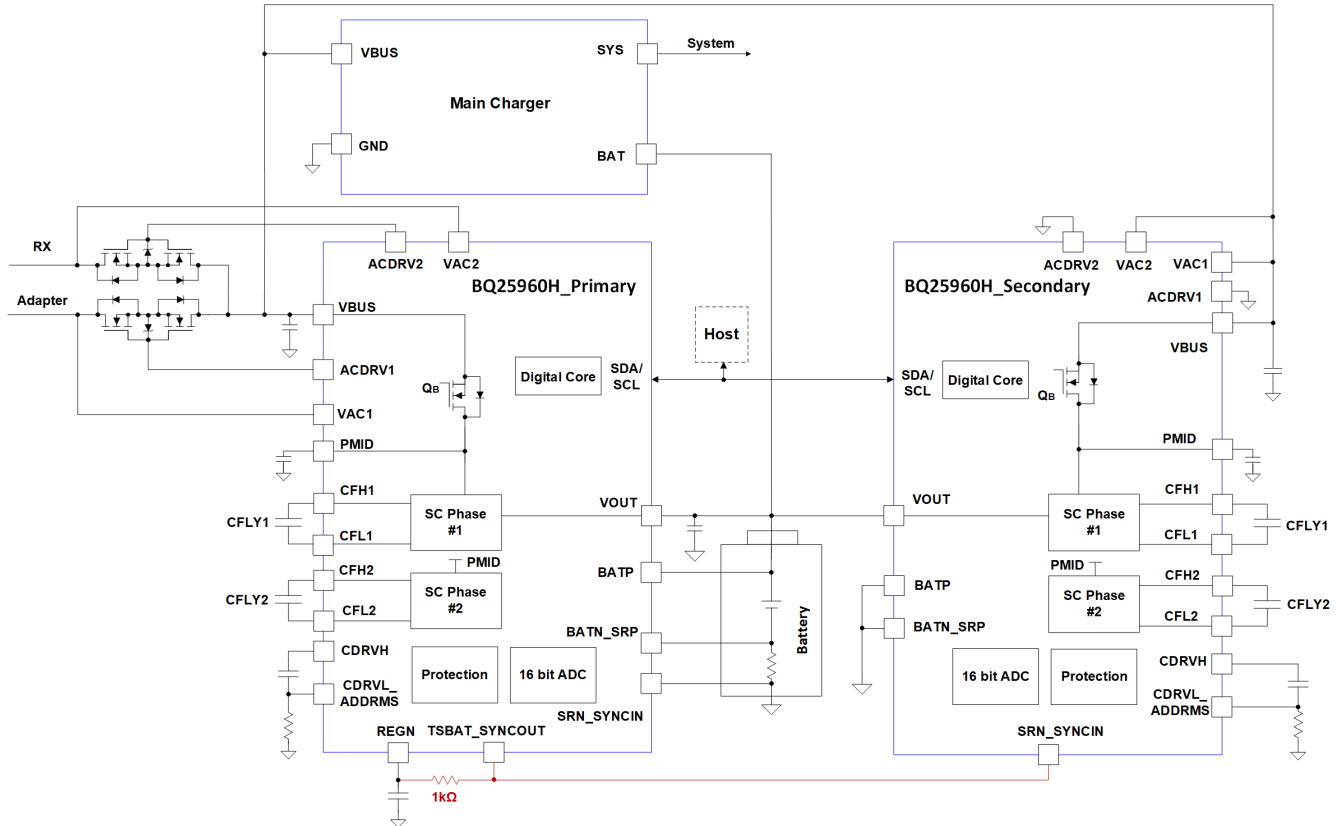 VBUS
SYS
System
Main Charger
GND
BAT
RX
Adapter
ACDRV2
VAC2
BQ25960H_Primary
VBUS
ACDRV1
VAC1
PMID
QB
Digital Core
SDA/
SCL
CFH1
CFLY1
CFL1
SC Phase
#1
VOUT
PMID
CFH2
CFLY2
CFL2
SC Phase
#2
BATP
BATN_SRP
CDRVH
CDRVL_
ADDRMS
Protection
16 bit ADC
SRN_SYNCIN
REGN
TSBAT_SYNCOUT
1kΩ
Host
Battery
ACDRV2
VAC2
VAC1
BQ25960H_Secondary
ACDRV1
VBUS
SDA/
SCL
Digital Core
QB
PMID
VOUT
SC Phase
#1
CFH1
CFLY1
CFL1
PMID
BATP
SC Phase
#2
CFH2
CFLY2
CFL2
BATN_SRP
16 bit ADC
Protection
CDRVH
CDRVL_
ADDRMS
SRN_SYNCIN